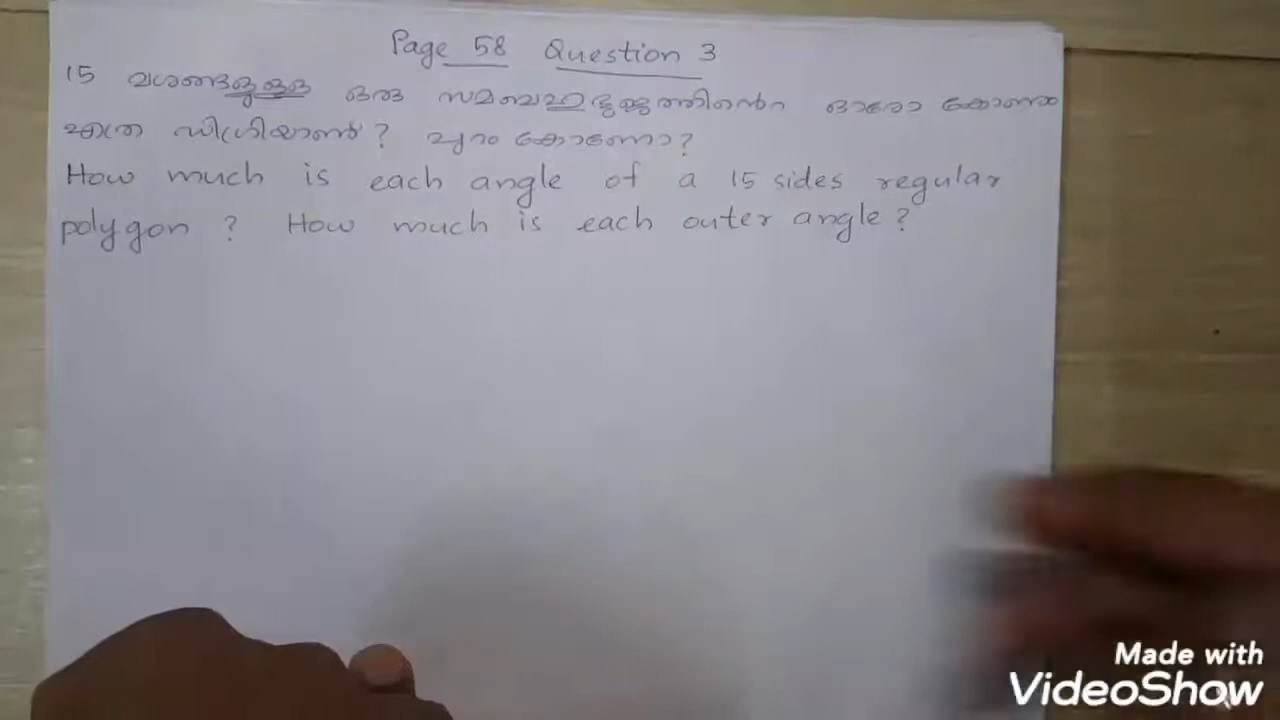 Page 58 Question 3
15 വശങ്ങളുള്ള ഒരു സമബഹുഭുജത്തിൻെറ ഓരോ കോണും
എത്ര ഡിഗ്രിയാണ്? പുറം കോണോ?
How much is each angle of a 15 sides regular
polygon? How much is each outer angle?
Made with
VideoShow